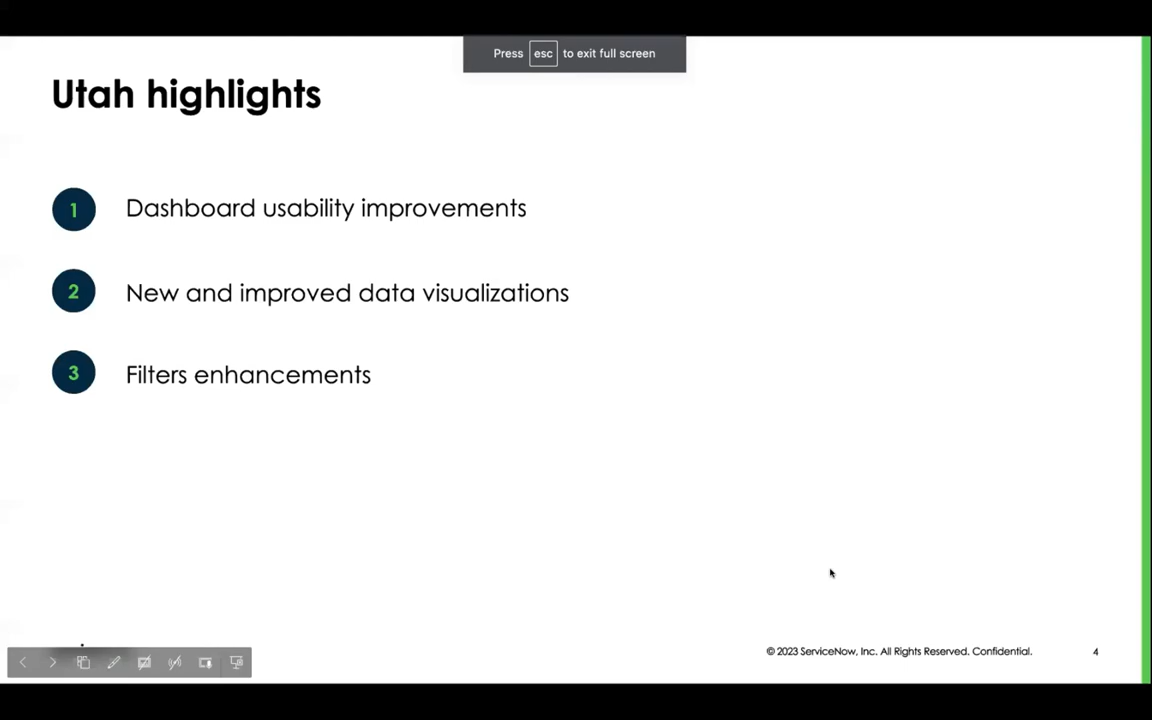 Press esc to exit full screen
Utah highlights
1 Dashboard usability improvements
2 New and improved data visualizations
3 Filters enhancements
© 2023 ServiceNow, Inc. All Rights Reserved. Confidential. 4